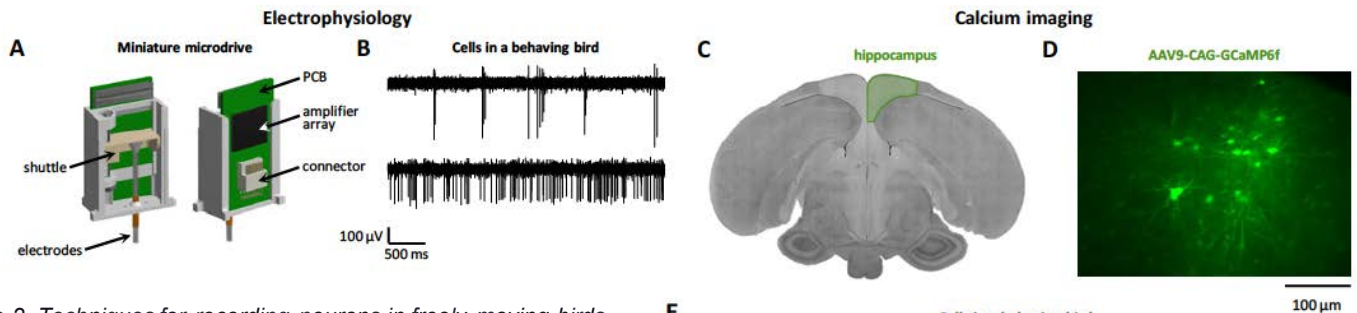 Electrophysiology
Calcium imaging
A
Miniature microdrive
B
Cells in a behaving bird
C
hippocampus
D
AAV9-CAG-GCaMP6f
PCB
amplifier
array
connector
shuttle
electrodes
100 µV
500 ms
100 µm
2. Techniques for recording neurons in freely-moving birds